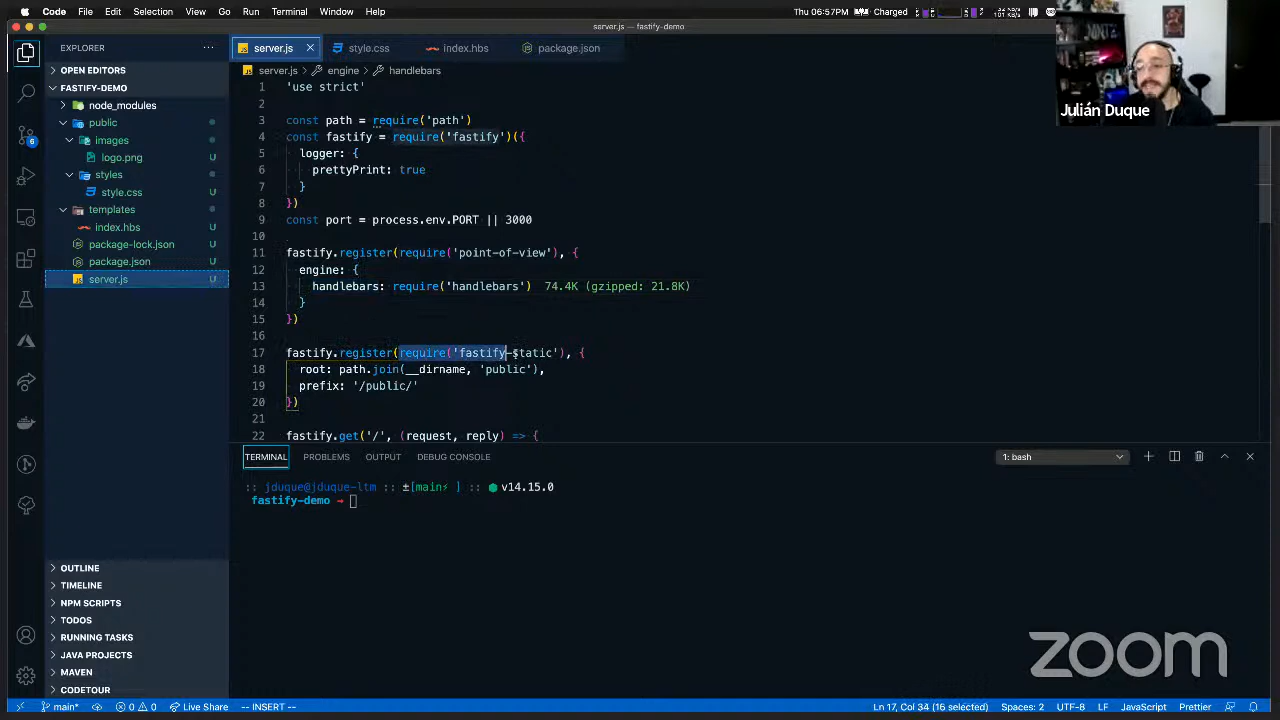 Code File Edit Selection View Go Run Terminal Window Help
Thu 06:57PM Charged
server.js — fastify-demo
EXPLORER
OPEN EDITORS
FASTIFY-DEMO
node_modules
public
images
logo.png U
styles
style.css U
templates
index.hbs U
package-lock.json U
package.json U
server.js U
OUTLINE
TIMELINE
NPM SCRIPTS
TODOS
RUNNING TASKS
JAVA PROJECTS
MAVEN
CODETOUR
6
server.js style.css index.hbs package.json
server.js > engine > handlebars
1 'use strict'
2
3 const path = require('path')
4 const fastify = require('fastify')({
5 logger: {
6 prettyPrint: true
7 }
8 })
9 const port = process.env.PORT || 3000
10
11 fastify.register(require('point-of-view'), {
12 engine: {
13 handlebars: require('handlebars') 74.4K (gzipped: 21.8K)
14 }
15 })
16
17 fastify.register(require('fastify-static'), {
18 root: path.join(__dirname, 'public'),
19 prefix: '/public/'
20 })
21
22 fastify.get('/', (request, reply) => {
Julián Duque
TERMINAL PROBLEMS OUTPUT DEBUG CONSOLE
1: bash
:: jduque@jduque-ltm :: ±[main⚡ ] :: ⬢ v14.15.0
fastify-demo →
zoom
main* 0 0 Live Share -- INSERT --
Ln 17, Col 34 (16 selected) Spaces: 2 UTF-8 LF JavaScript Prettier